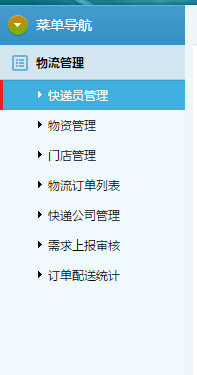 菜单导航
物流管理
快递员管理
物资管理
门店管理
物流订单列表
快递公司管理
需求上报审核
订单配送统计